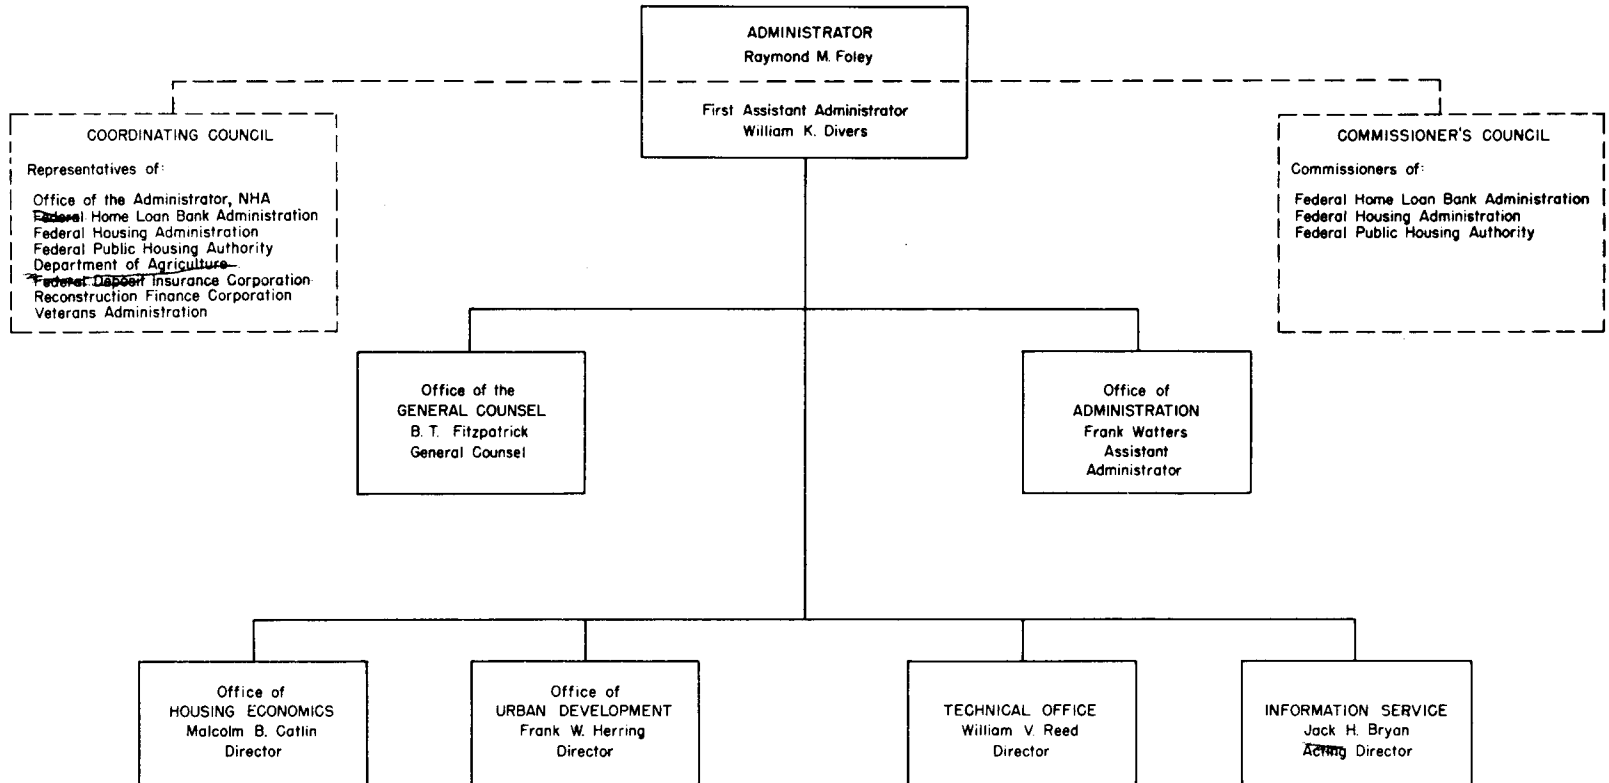 ADMINISTRATOR
Raymond M. Foley
First Assistant Administrator
William K. Divers
COORDINATING COUNCIL
Representatives of:
Office of the Administrator, NHA
Federal Home Loan Bank Administration
Federal Housing Administration
Federal Public Housing Authority
Department of Agriculture
Federal Deposit Insurance Corporation
Reconstruction Finance Corporation
Veterans Administration
COMMISSIONER'S COUNCIL
Commissioners of:
Federal Home Loan Bank Administration
Federal Housing Administration
Federal Public Housing Authority
Office of the
GENERAL COUNSEL
B. T. Fitzpatrick
General Counsel
Office of
ADMINISTRATION
Frank Watters
Assistant
Administrator
Office of
HOUSING ECONOMICS
Malcolm B. Catlin
Director
Office of
URBAN DEVELOPMENT
Frank W. Herring
Director
TECHNICAL OFFICE
William V. Reed
Director
INFORMATION SERVICE
Jack H. Bryan
Acting Director